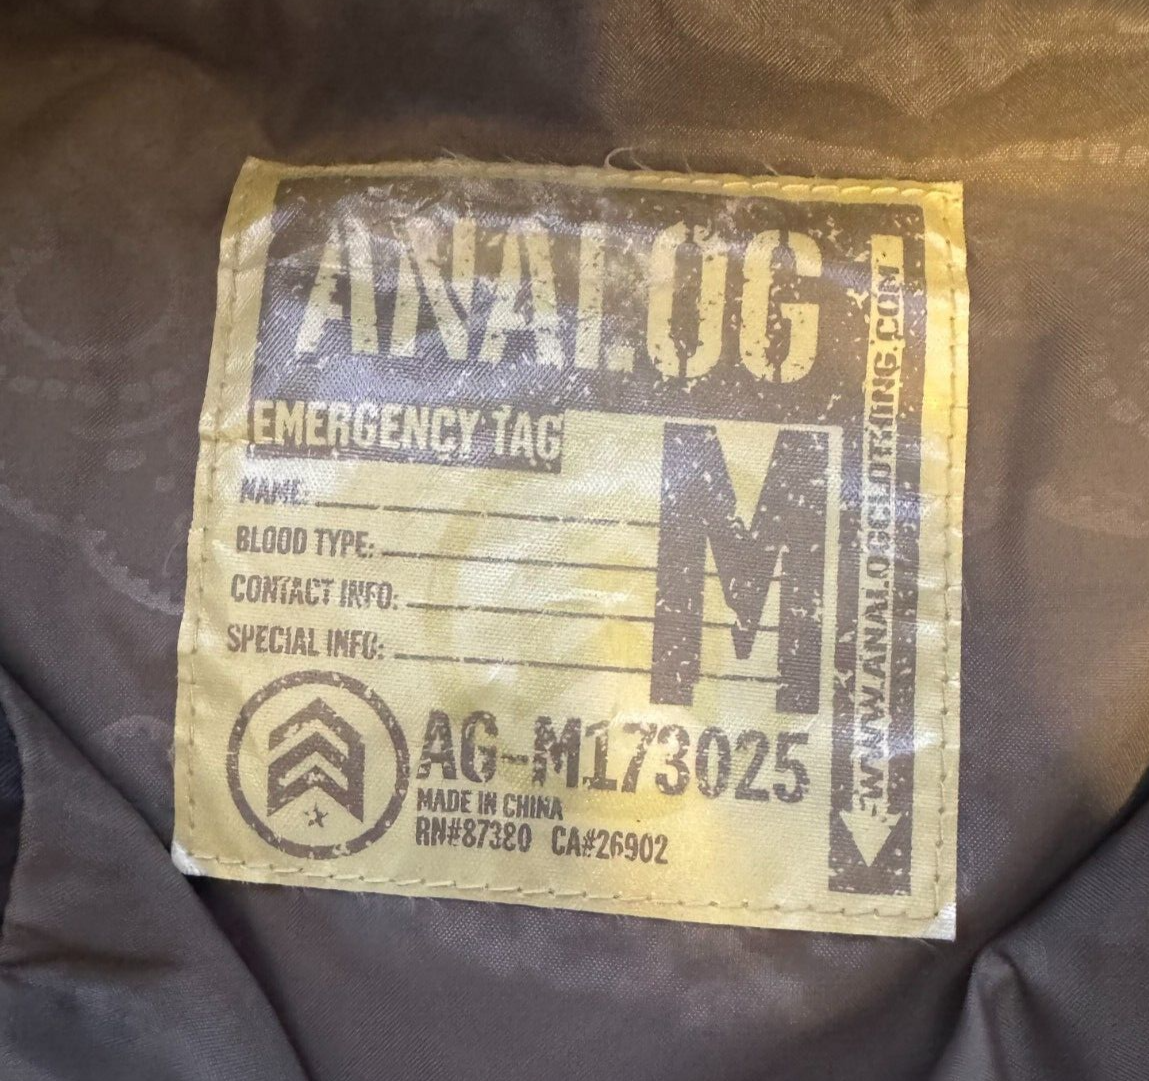 ANALOG
EMERGENCY TAG
M
NAME:
BLOOD TYPE:
CONTACT INFO:
SPECIAL INFO:
AG-M173025
MADE IN CHINA
RN#87380 CA#26902
WWW.ANALOGCLOTHING.COM